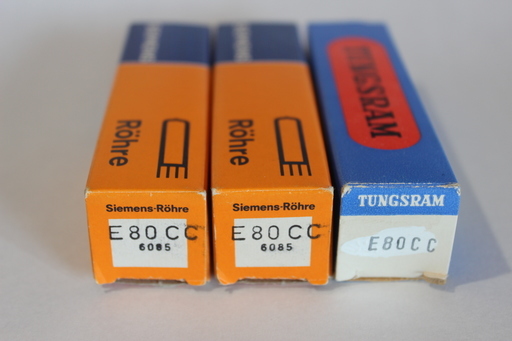 Röhre
Siemens-Röhre
E80CC
6085
Röhre
Siemens-Röhre
E80CC
6085
TUNGSRAM
TUNGSRAM
E80CC